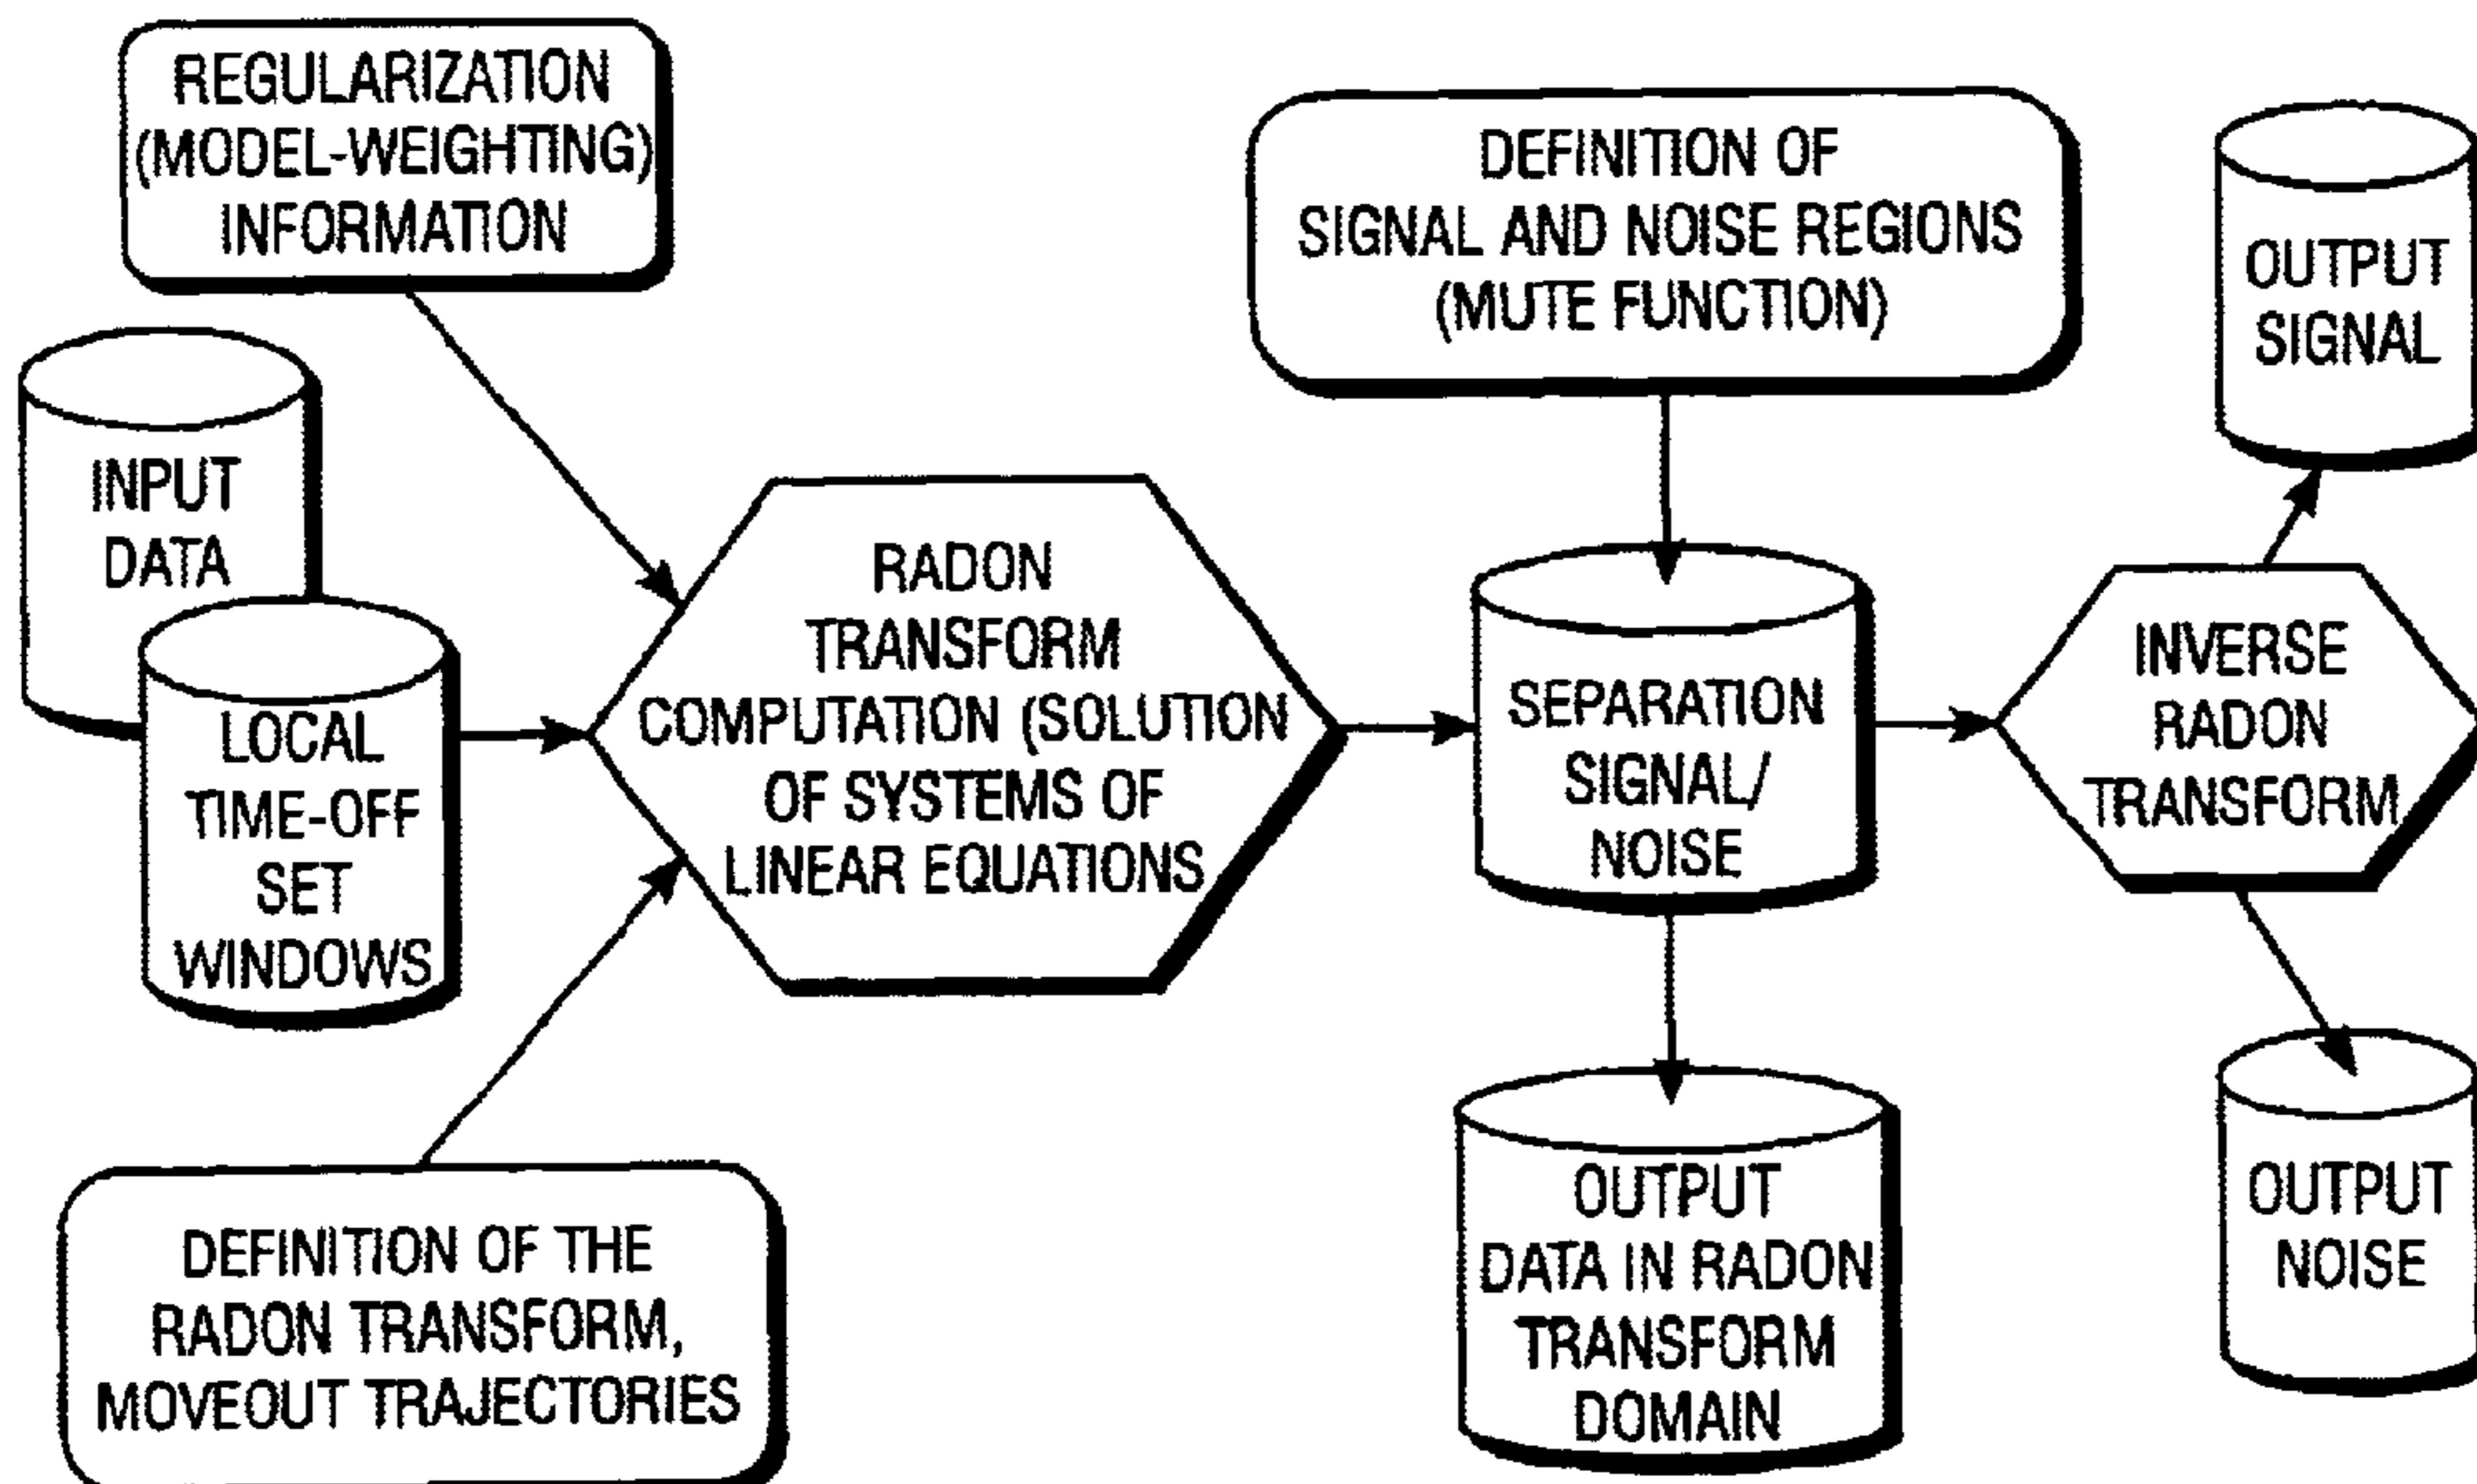 REGULARIZATION
(MODEL-WEIGHTING)
INFORMATION
INPUT
DATA
LOCAL
TIME-OFF
SET
WINDOWS
DEFINITION OF THE
RADON TRANSFORM,
MOVEOUT TRAJECTORIES
RADON
TRANSFORM
COMPUTATION (SOLUTION
OF SYSTEMS OF
LINEAR EQUATIONS
DEFINITION OF
SIGNAL AND NOISE REGIONS
(MUTE FUNCTION)
SEPARATION
SIGNAL/
NOISE
OUTPUT
DATA IN RADON
TRANSFORM
DOMAIN
INVERSE
RADON
TRANSFORM
OUTPUT
SIGNAL
OUTPUT
NOISE